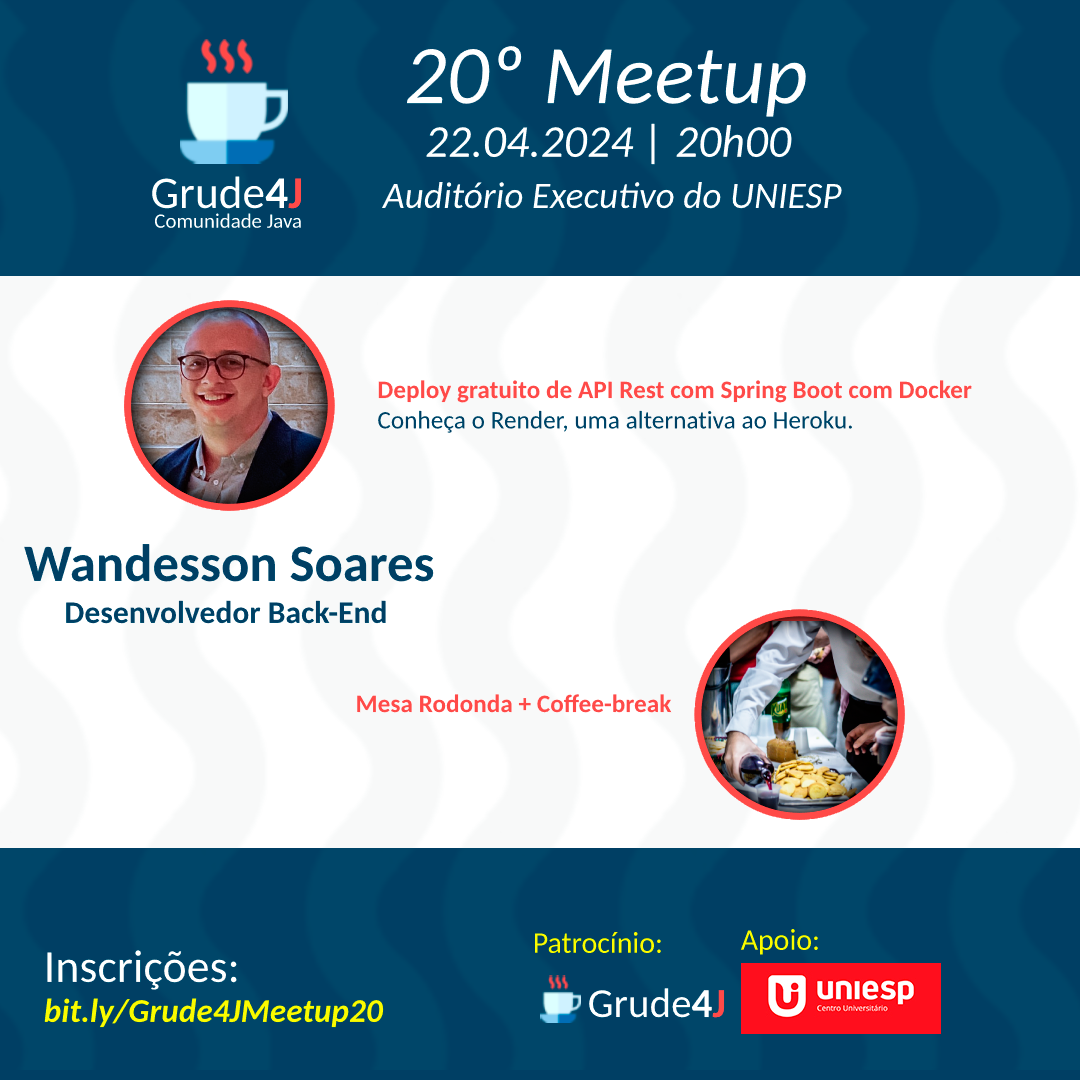 20º Meetup
22.04.2024 | 20h00
Auditório Executivo do UNIESP
Grude4J
Comunidade Java
Deploy gratuito de API Rest com Spring Boot com Docker
Conheça o Render, uma alternativa ao Heroku.
Wandesson Soares
Desenvolvedor Back-End
Mesa Rodonda + Coffee-break
Inscrições:
bit.ly/Grude4JMeetup20
Patrocínio:
Grude4J
Apoio:
uniesp
Centro Universitário